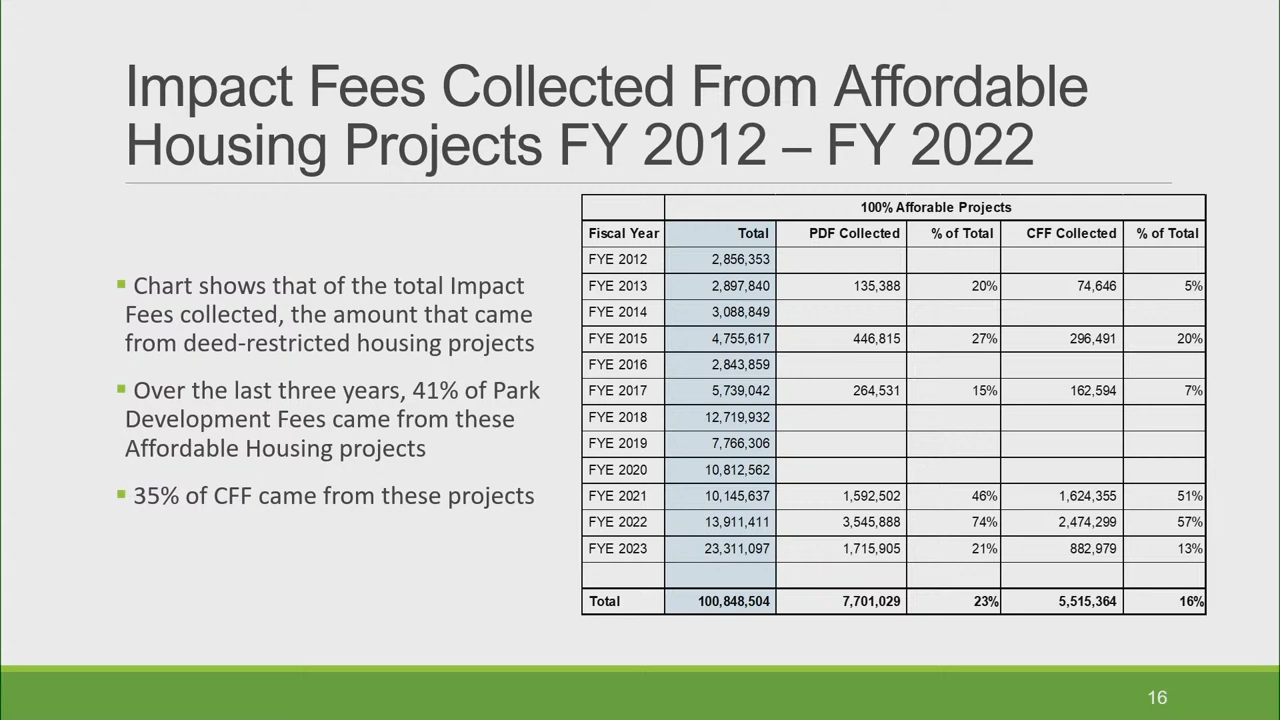 Impact Fees Collected From Affordable
Housing Projects FY 2012 – FY 2022
▪ Chart shows that of the total Impact
Fees collected, the amount that came
from deed-restricted housing projects
▪ Over the last three years, 41% of Park
Development Fees came from these
Affordable Housing projects
▪ 35% of CFF came from these projects
100% Afforable Projects
Fiscal Year Total PDF Collected % of Total CFF Collected % of Total
FYE 2012 2,856,353
FYE 2013 2,897,840 135,388 20% 74,646 5%
FYE 2014 3,088,849
FYE 2015 4,755,617 446,815 27% 296,491 20%
FYE 2016 2,843,859
FYE 2017 5,739,042 264,531 15% 162,594 7%
FYE 2018 12,719,932
FYE 2019 7,766,306
FYE 2020 10,812,562
FYE 2021 10,145,637 1,592,502 46% 1,624,355 51%
FYE 2022 13,911,411 3,545,888 74% 2,474,299 57%
FYE 2023 23,311,097 1,715,905 21% 882,979 13%
Total 100,848,504 7,701,029 23% 5,515,364 16%
16